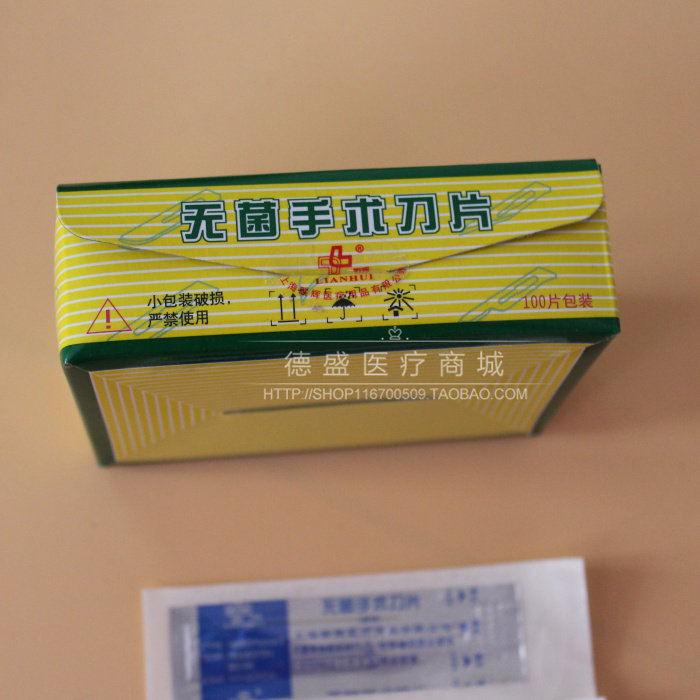 无菌手术刀片
®
LIANHUI
小包装破损,
严禁使用
100片包装
德盛医疗商城
HTTP://SHOP116700509.TAOBAO.COM
无菌手术刀片